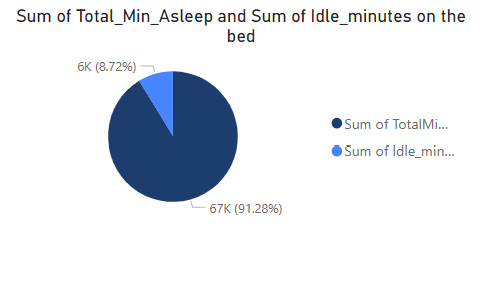 Sum of Total_Min_Asleep and Sum of Idle_minutes on the
bed
6K (8.72%)
Sum of TotalMi...
Sum of Idle_min...
67K (91.28%)